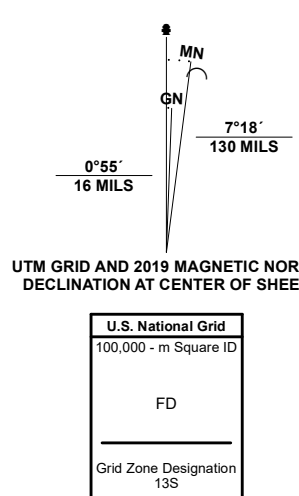 MN
GN
7°18´
130 MILS
0°55´
16 MILS
UTM GRID AND 2019 MAGNETIC NOR
DECLINATION AT CENTER OF SHEE
U.S. National Grid
100,000 - m Square ID
FD
Grid Zone Designation
13S